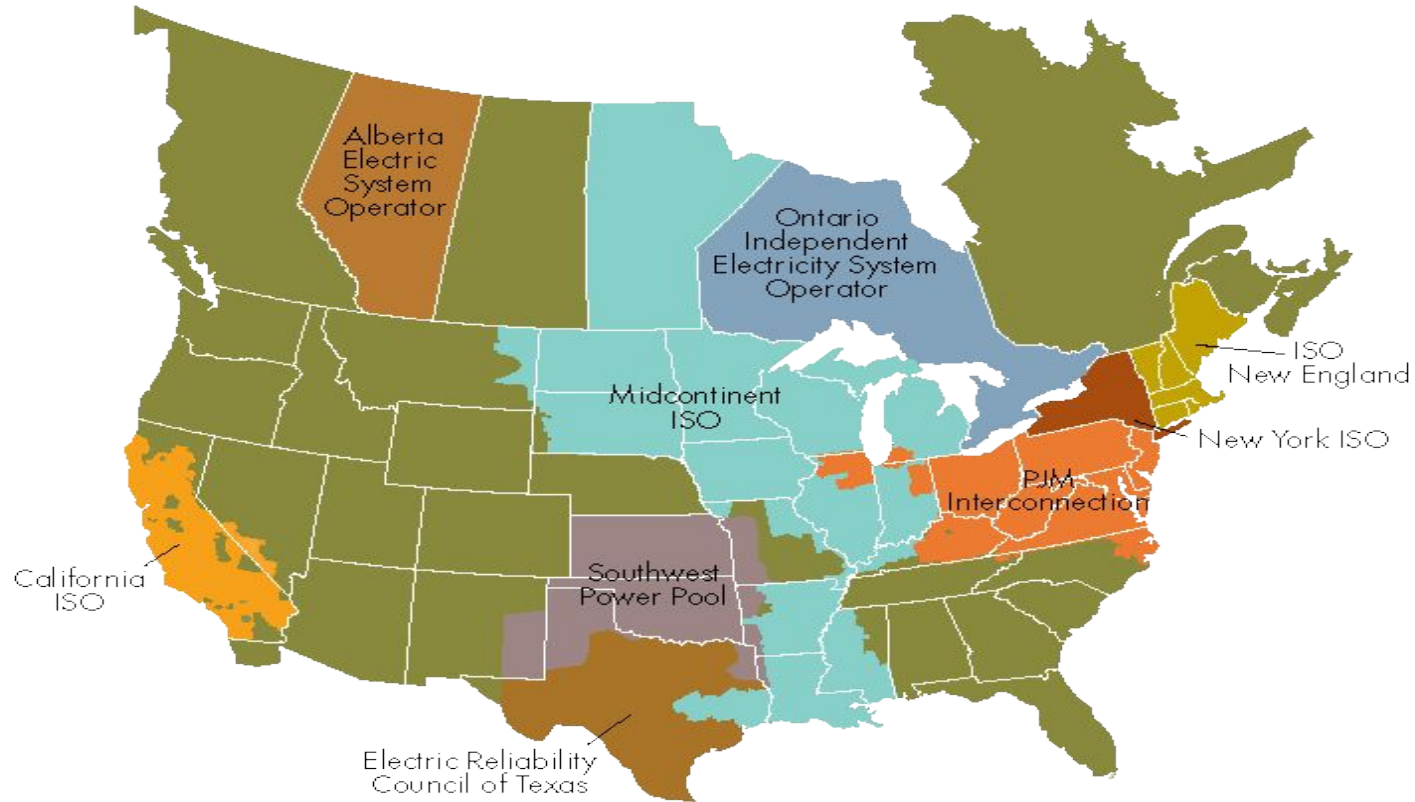 Alberta
Electric
System
Operator
Ontario
Independent
Electricity System
Operator
ISO
New England
Midcontinent
ISO
New York ISO
PJM
Interconnection
Southwest
Power Pool
California
ISO
Electric Reliability
Council of Texas